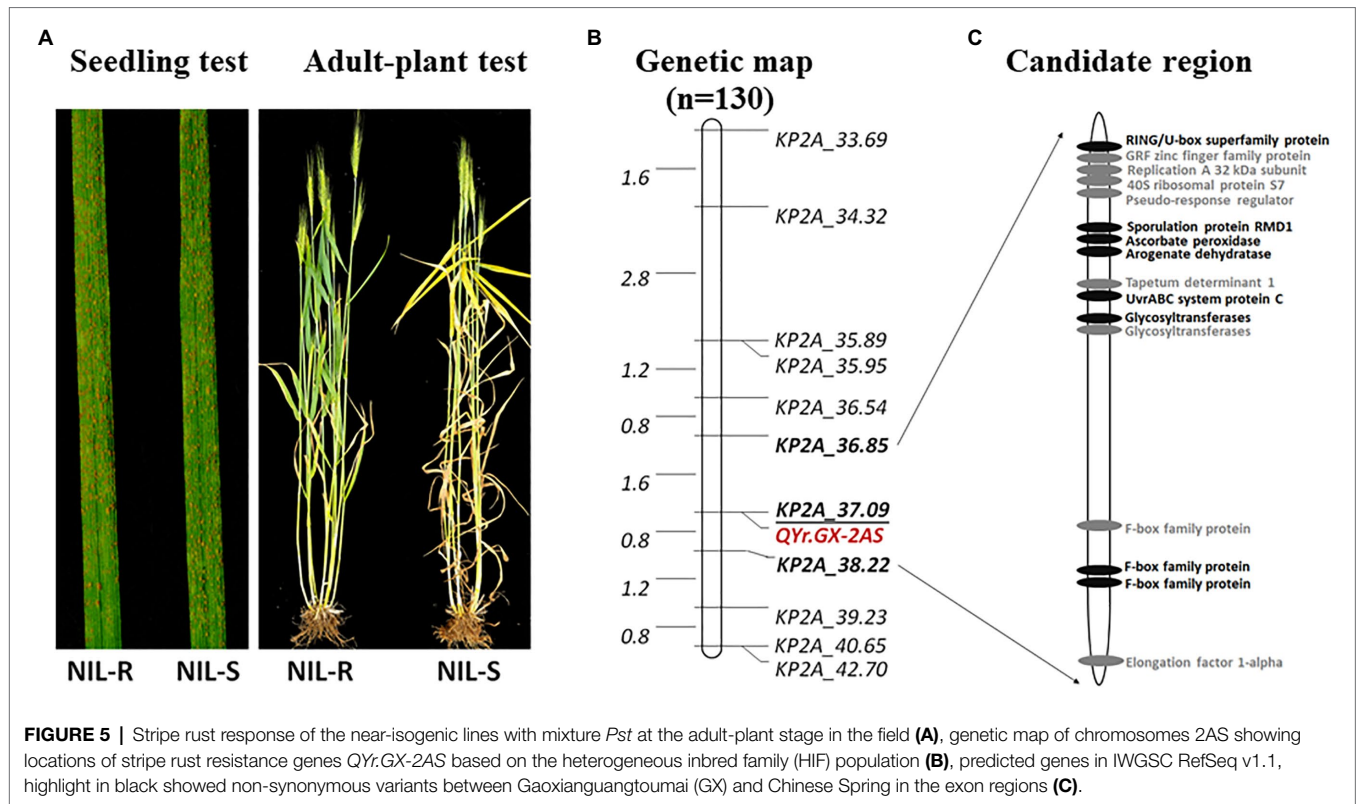 A
Seedling test
Adult-plant test
NIL-R
NIL-S
NIL-R
NIL-S
B
Genetic map
(n=130)
1.6
2.8
1.2
0.8
1.6
0.8
1.2
0.8
KP2A_33.69
KP2A_34.32
KP2A_35.89
KP2A_35.95
KP2A_36.54
KP2A_36.85
KP2A_37.09
QYr.GX-2AS
KP2A_38.22
KP2A_39.23
KP2A_40.65
KP2A_42.70
C
Candidate region
RING/U-box superfamily protein
GRF zinc finger family protein
Replication A 32 kDa subunit
40S ribosomal protein S7
Pseudo-response regulator
Sporulation protein RMD1
Ascorbate peroxidase
Arogenate dehydratase
Tapetum determinant 1
UvrABC system protein C
Glycosyltransferases
Glycosyltransferases
F-box family protein
F-box family protein
F-box family protein
Elongation factor 1-alpha
FIGURE 5 | Stripe rust response of the near-isogenic lines with mixture Pst at the adult-plant stage in the field (A), genetic map of chromosomes 2AS showing
locations of stripe rust resistance genes QYr.GX-2AS based on the heterogeneous inbred family (HIF) population (B), predicted genes in IWGSC RefSeq v1.1,
highlight in black showed non-synonymous variants between Gaoxianguangtoumai (GX) and Chinese Spring in the exon regions (C).